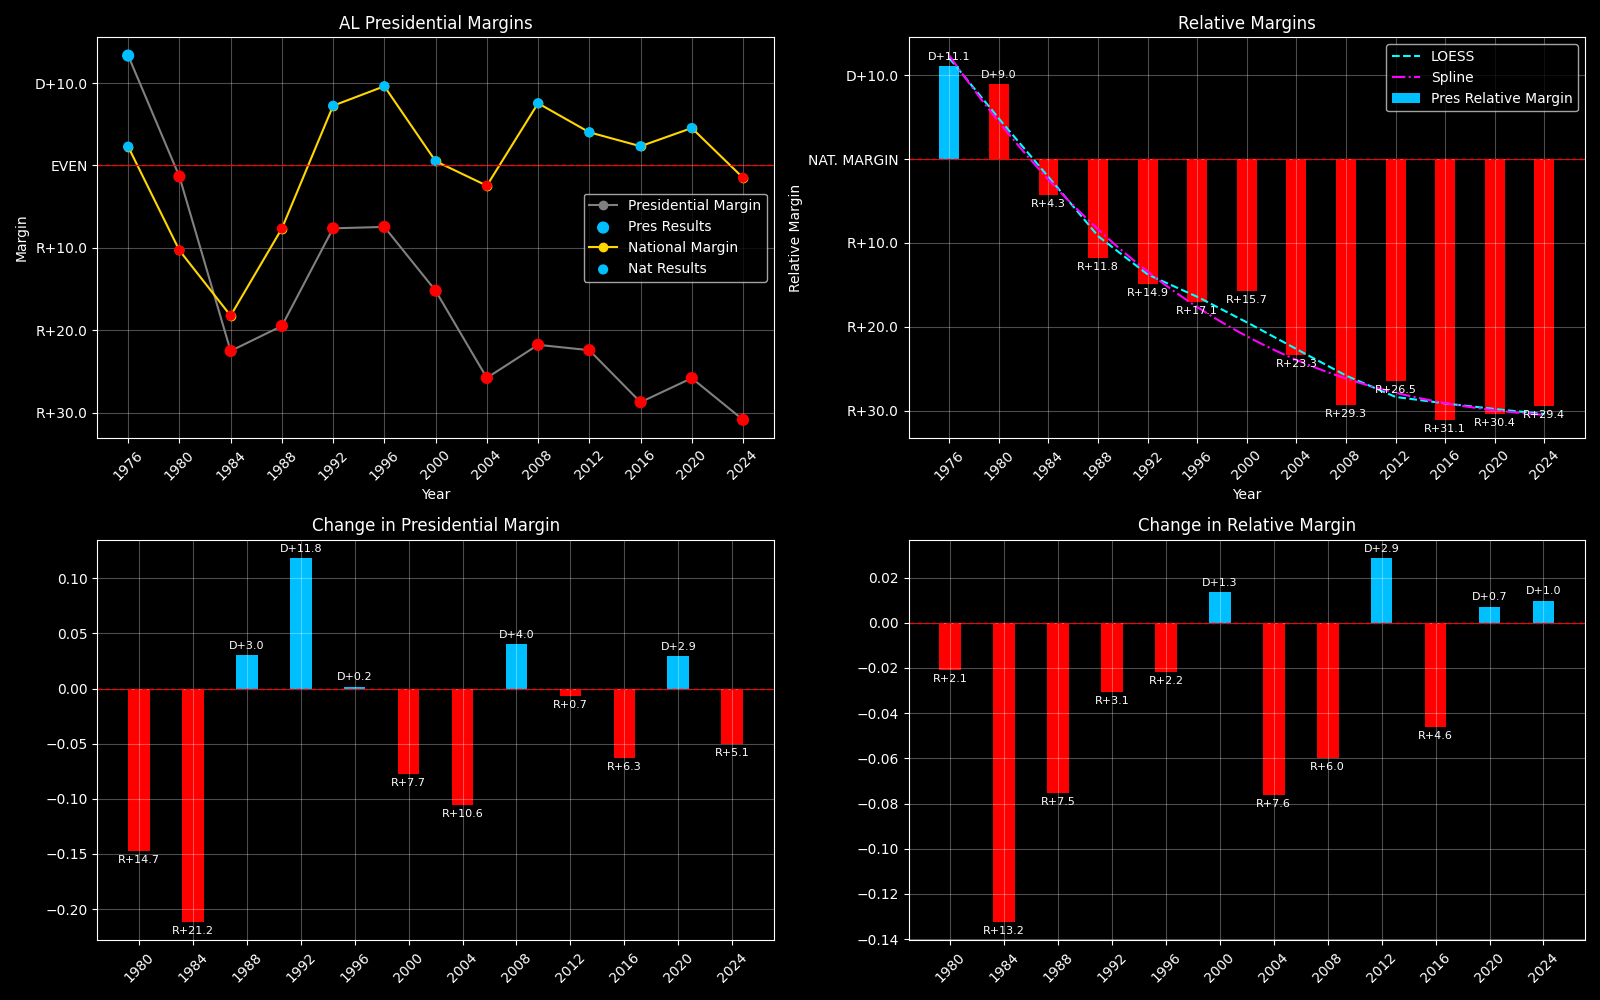 AL Presidential Margins
D+10.0
EVEN
R+10.0
R+20.0
R+30.0
Margin
Presidential Margin
Pres Results
National Margin
Nat Results
1976 1980 1984 1988 1992 1996 2000 2004 2008 2012 2016 2020 2024
Year
Relative Margins
D+10.0
NAT. MARGIN
R+10.0
R+20.0
R+30.0
Relative Margin
LOESS
Spline
Pres Relative Margin
D+11.1
D+9.0
R+4.3
R+11.8
R+14.9
R+17.1
R+15.7
R+23.3
R+29.3
R+26.5
R+31.1
R+30.4
R+29.4
1976 1980 1984 1988 1992 1996 2000 2004 2008 2012 2016 2020 2024
Year
Change in Presidential Margin
0.10
0.05
0.00
−0.05
−0.10
−0.15
−0.20
R+14.7
R+21.2
D+3.0
D+11.8
D+0.2
R+7.7
R+10.6
D+4.0
R+0.7
R+6.3
D+2.9
R+5.1
1980 1984 1988 1992 1996 2000 2004 2008 2012 2016 2020 2024
Change in Relative Margin
0.02
0.00
−0.02
−0.04
−0.06
−0.08
−0.10
−0.12
−0.14
R+2.1
R+13.2
R+7.5
R+3.1
R+2.2
D+1.3
R+7.6
R+6.0
D+2.9
R+4.6
D+0.7
D+1.0
1980 1984 1988 1992 1996 2000 2004 2008 2012 2016 2020 2024